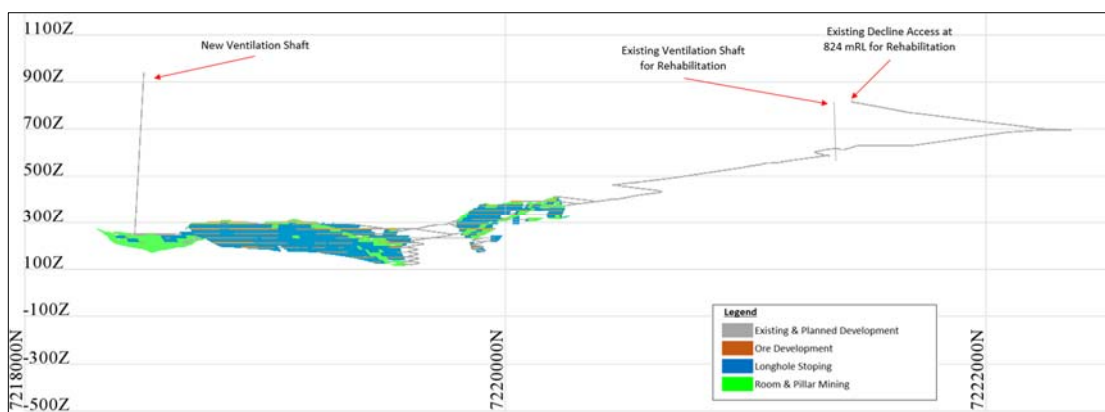 1100Z
900Z
700Z
500Z
300Z
100Z
-100Z
-300Z
-500Z
New Ventilation Shaft
Existing Ventilation Shaft
for Rehabilitation
Existing Decline Access at
824 mRL for Rehabilitation
7218000N
7220000N
7222000N
Legend
Existing & Planned Development
Ore Development
Longhole Stoping
Room & Pillar Mining